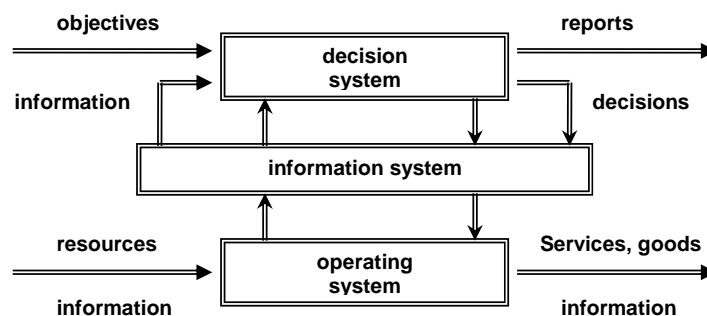 objectives
reports
decision
system
information
decisions
information system
resources
Services, goods
operating
system
information
information